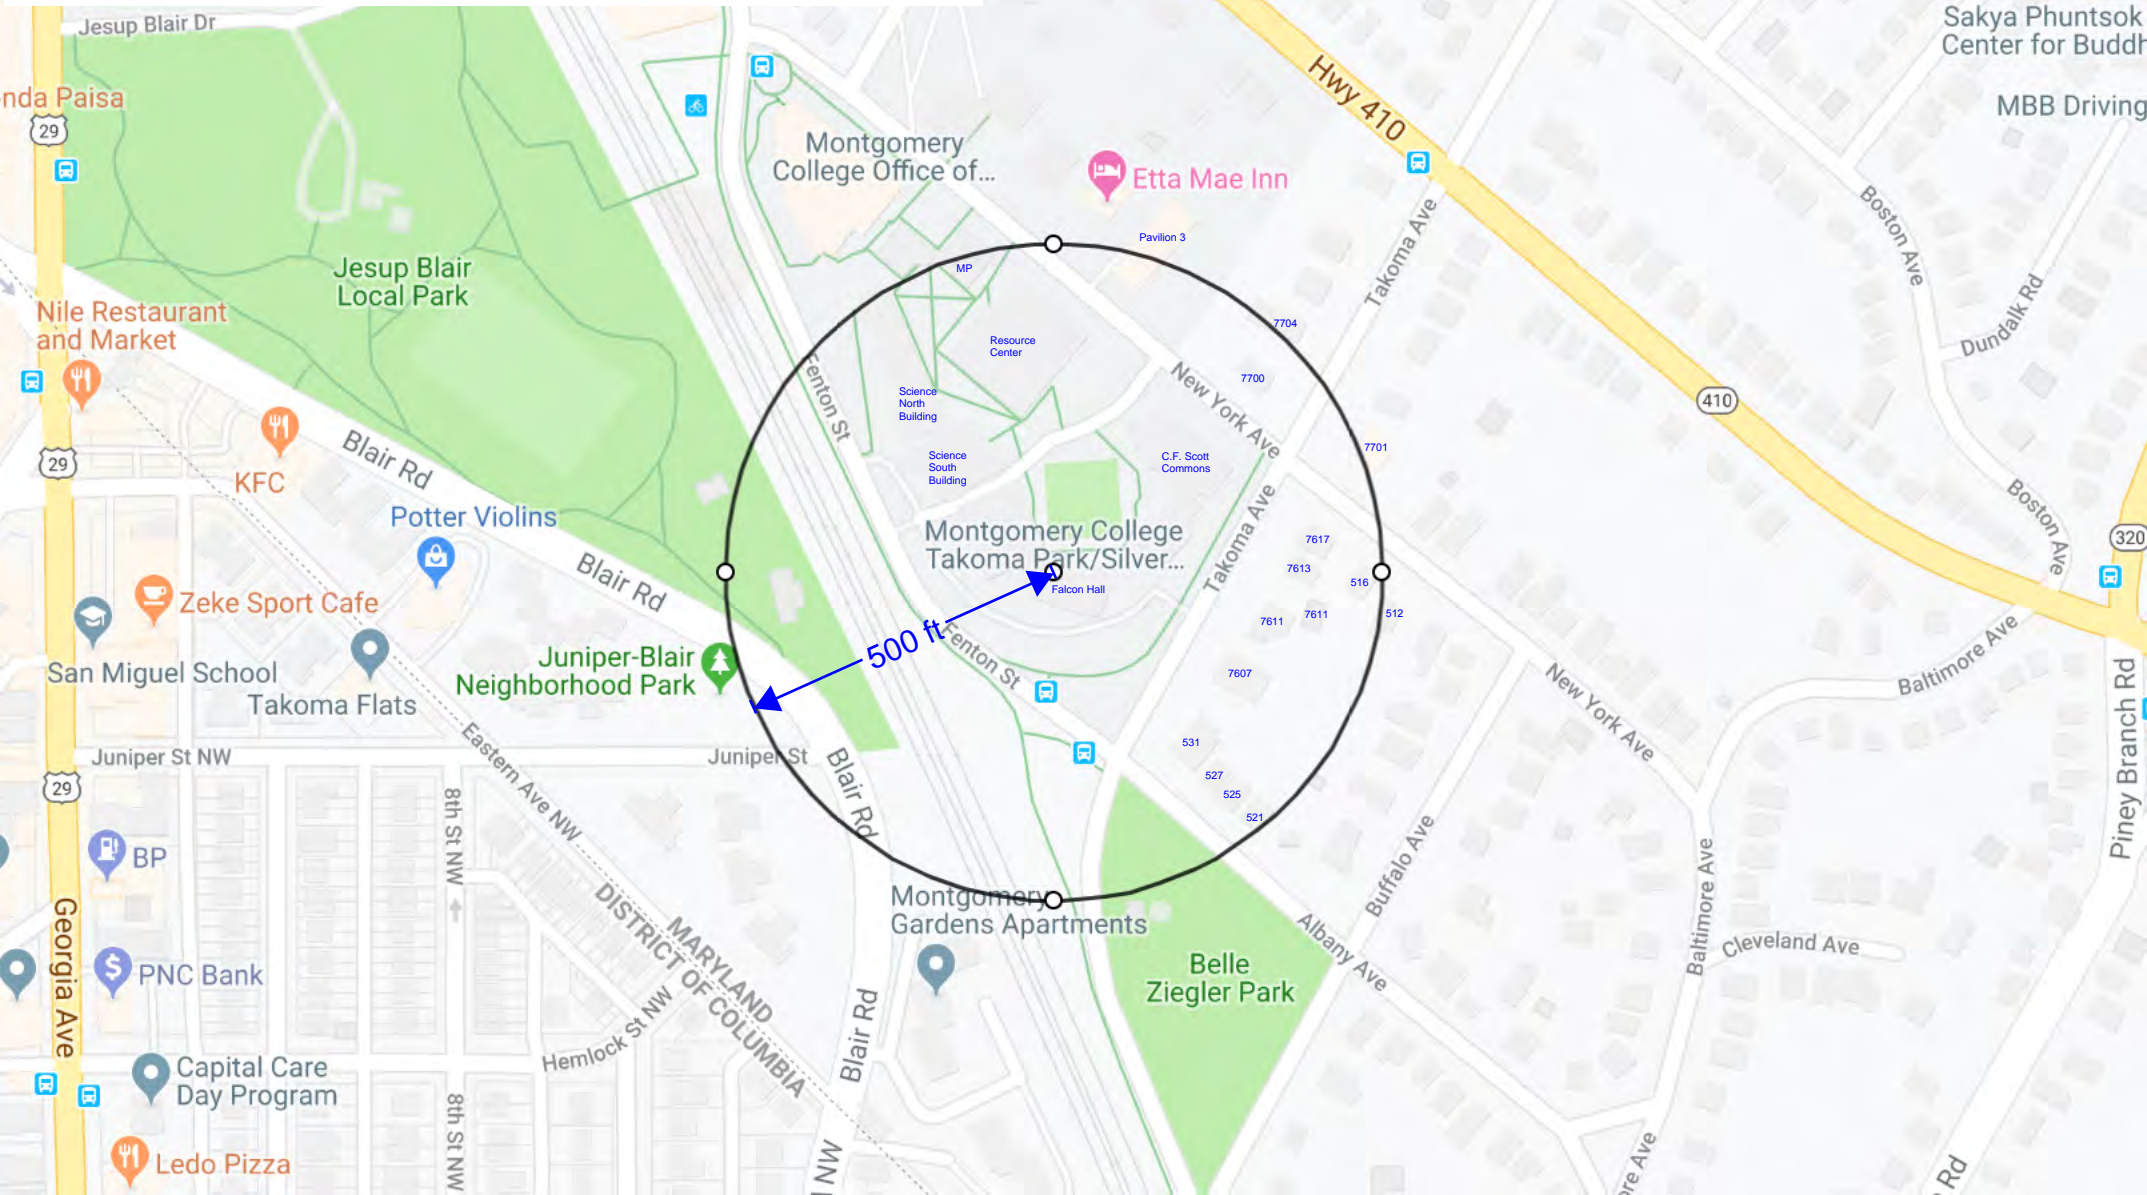 Jesup Blair Dr
Sakya Phuntsok
Center for Buddh
Hwy 410
nda Paisa
MBB Driving
29
Montgomery
College Office of...
Etta Mae Inn
Boston Ave
Takoma Ave
Pavilion 3
Jesup Blair
Local Park
MP
Nile Restaurant
and Market
Dundalk Rd
7704
Resource
Center
Fenton St
New York Ave
7700
410
Science
North
Building
KFC
Blair Rd
29
7701
Science
South
Building
C.F. Scott
Commons
Potter Violins
Montgomery College
Takoma Park/Silver...
Takoma Ave
7617
Boston Ave
320
Blair Rd
7613
516
Falcon Hall
Zeke Sport Cafe
7611
7611
512
500 ft
Fenton St
San Miguel School
Takoma Flats
Juniper-Blair
Neighborhood Park
7607
New York Ave
Baltimore Ave
Piney Branch Rd
Eastern Ave NW
531
Juniper St NW
Juniper St
29
527
525
521
Blair Rd
8th St NW
BP
Buffalo Ave
Montgomery
Gardens Apartments
Albany Ave
Baltimore Ave
Cleveland Ave
Georgia Ave
MARYLAND
DISTRICT OF COLUMBIA
PNC Bank
Belle
Ziegler Park
Hemlock St NW
Blair Rd
Capital Care
Day Program
8th St NW
Ledo Pizza
NW
ore Ave
Rd